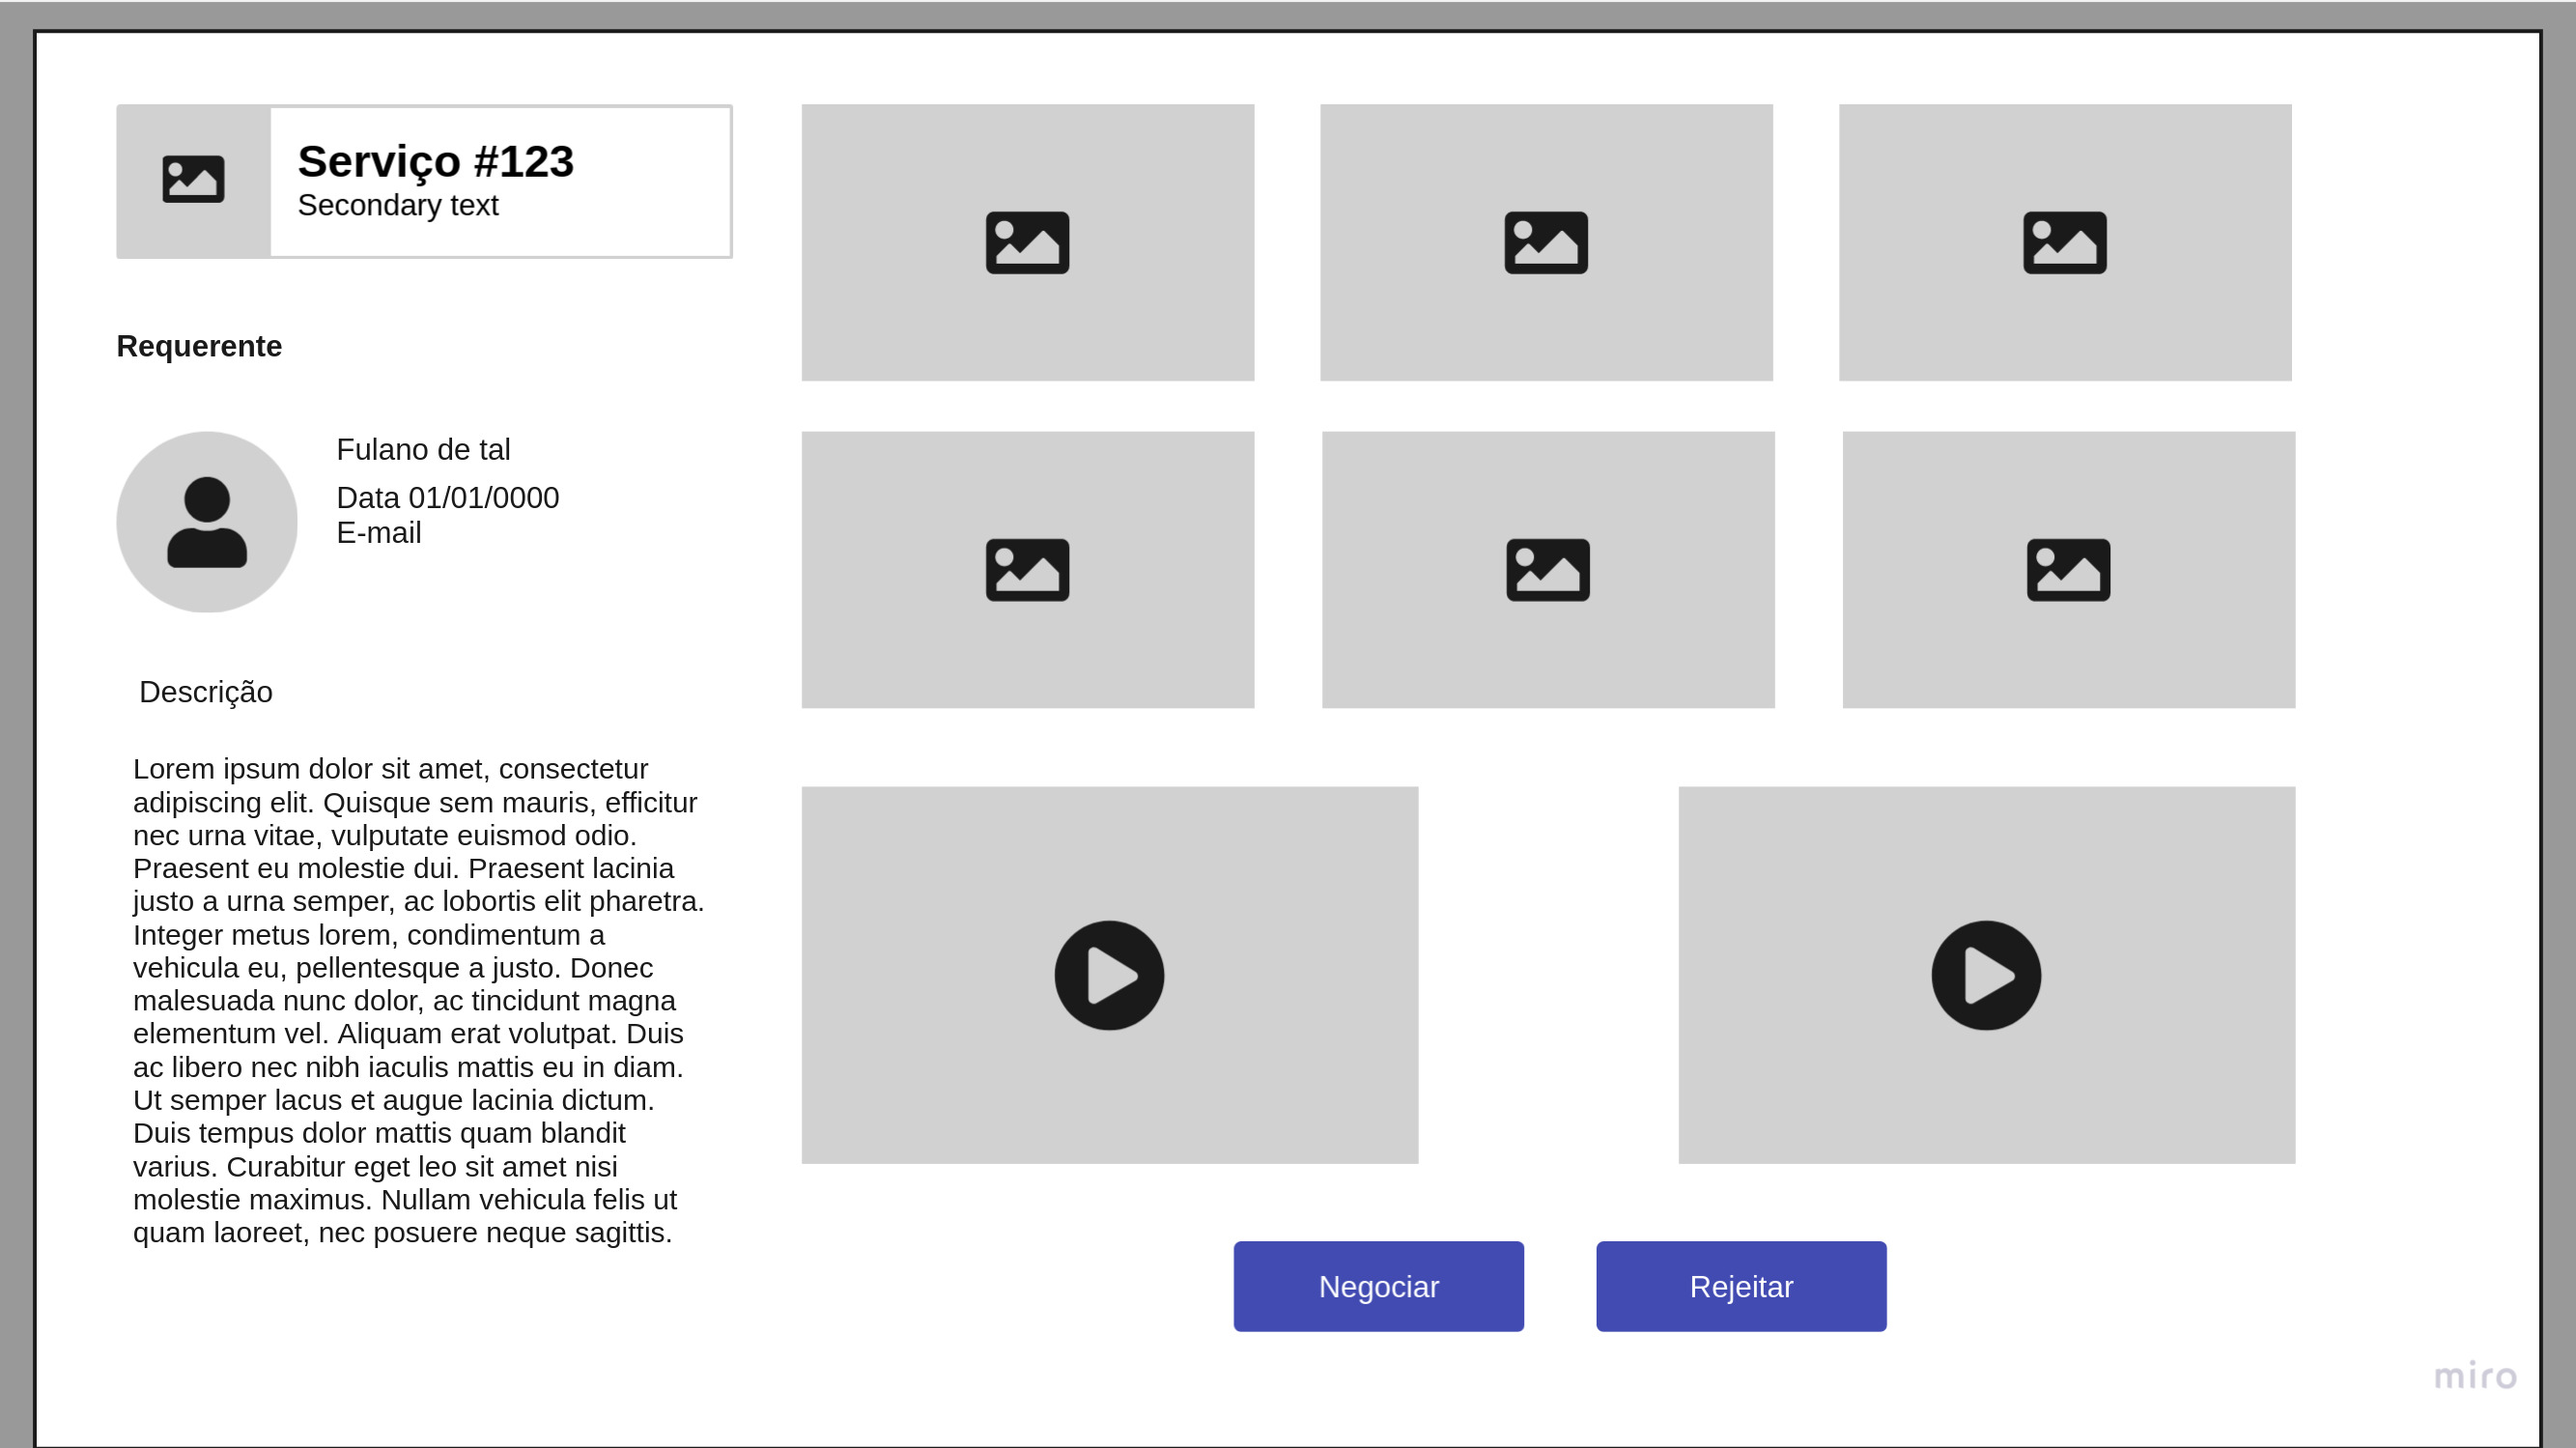 Serviço #123
Secondary text
Requerente
Fulano de tal
Data 01/01/0000
E-mail
Descrição
Lorem ipsum dolor sit amet, consectetur
adipiscing elit. Quisque sem mauris, efficitur
nec urna vitae, vulputate euismod odio.
Praesent eu molestie dui. Praesent lacinia
justo a urna semper, ac lobortis elit pharetra.
Integer metus lorem, condimentum a
vehicula eu, pellentesque a justo. Donec
malesuada nunc dolor, ac tincidunt magna
elementum vel. Aliquam erat volutpat. Duis
ac libero nec nibh iaculis mattis eu in diam.
Ut semper lacus et augue lacinia dictum.
Duis tempus dolor mattis quam blandit
varius. Curabitur eget leo sit amet nisi
molestie maximus. Nullam vehicula felis ut
quam laoreet, nec posuere neque sagittis.
Negociar
Rejeitar
miro